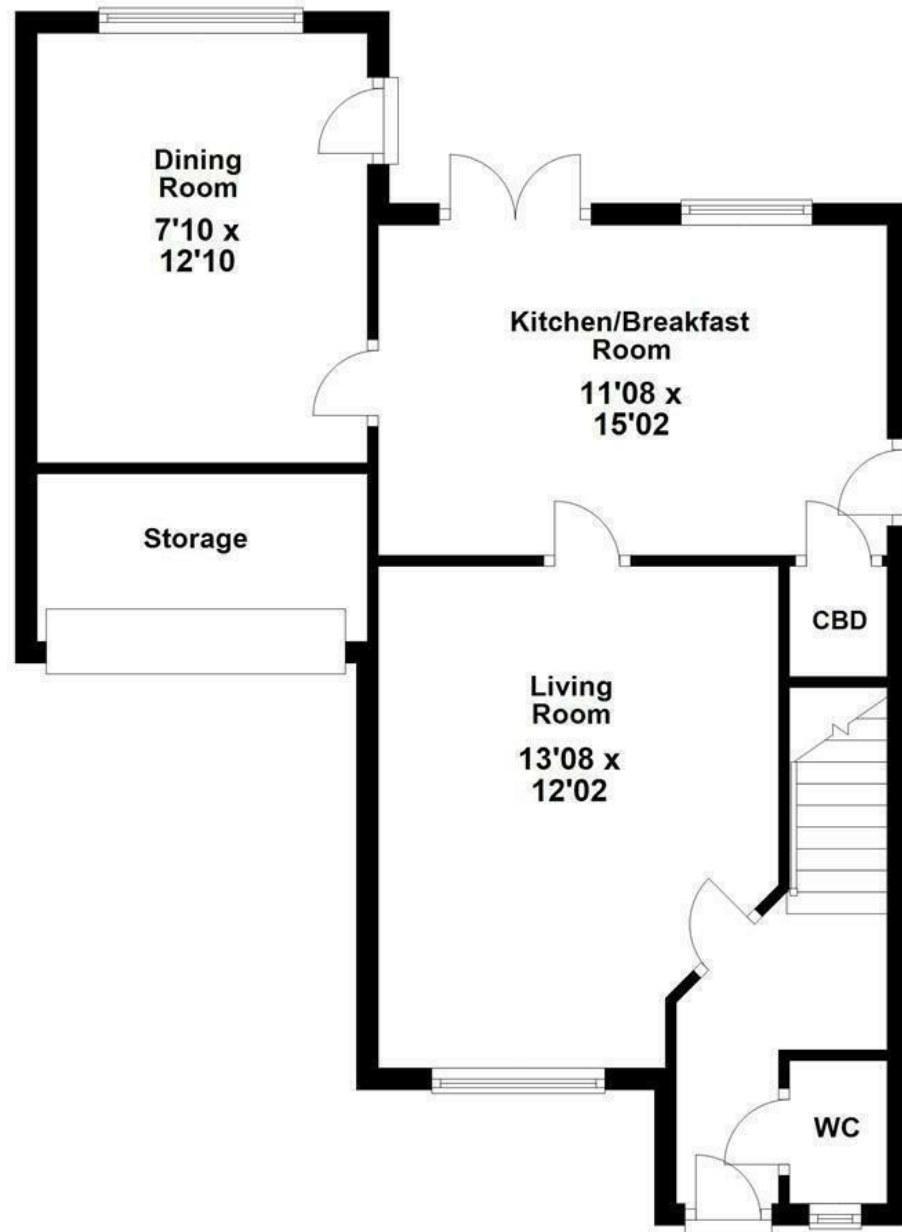 Dining
Room
7'10 x
12'10
Kitchen/Breakfast
Room
11'08 x
15'02
Storage
CBD
Living
Room
13'08 x
12'02
WC